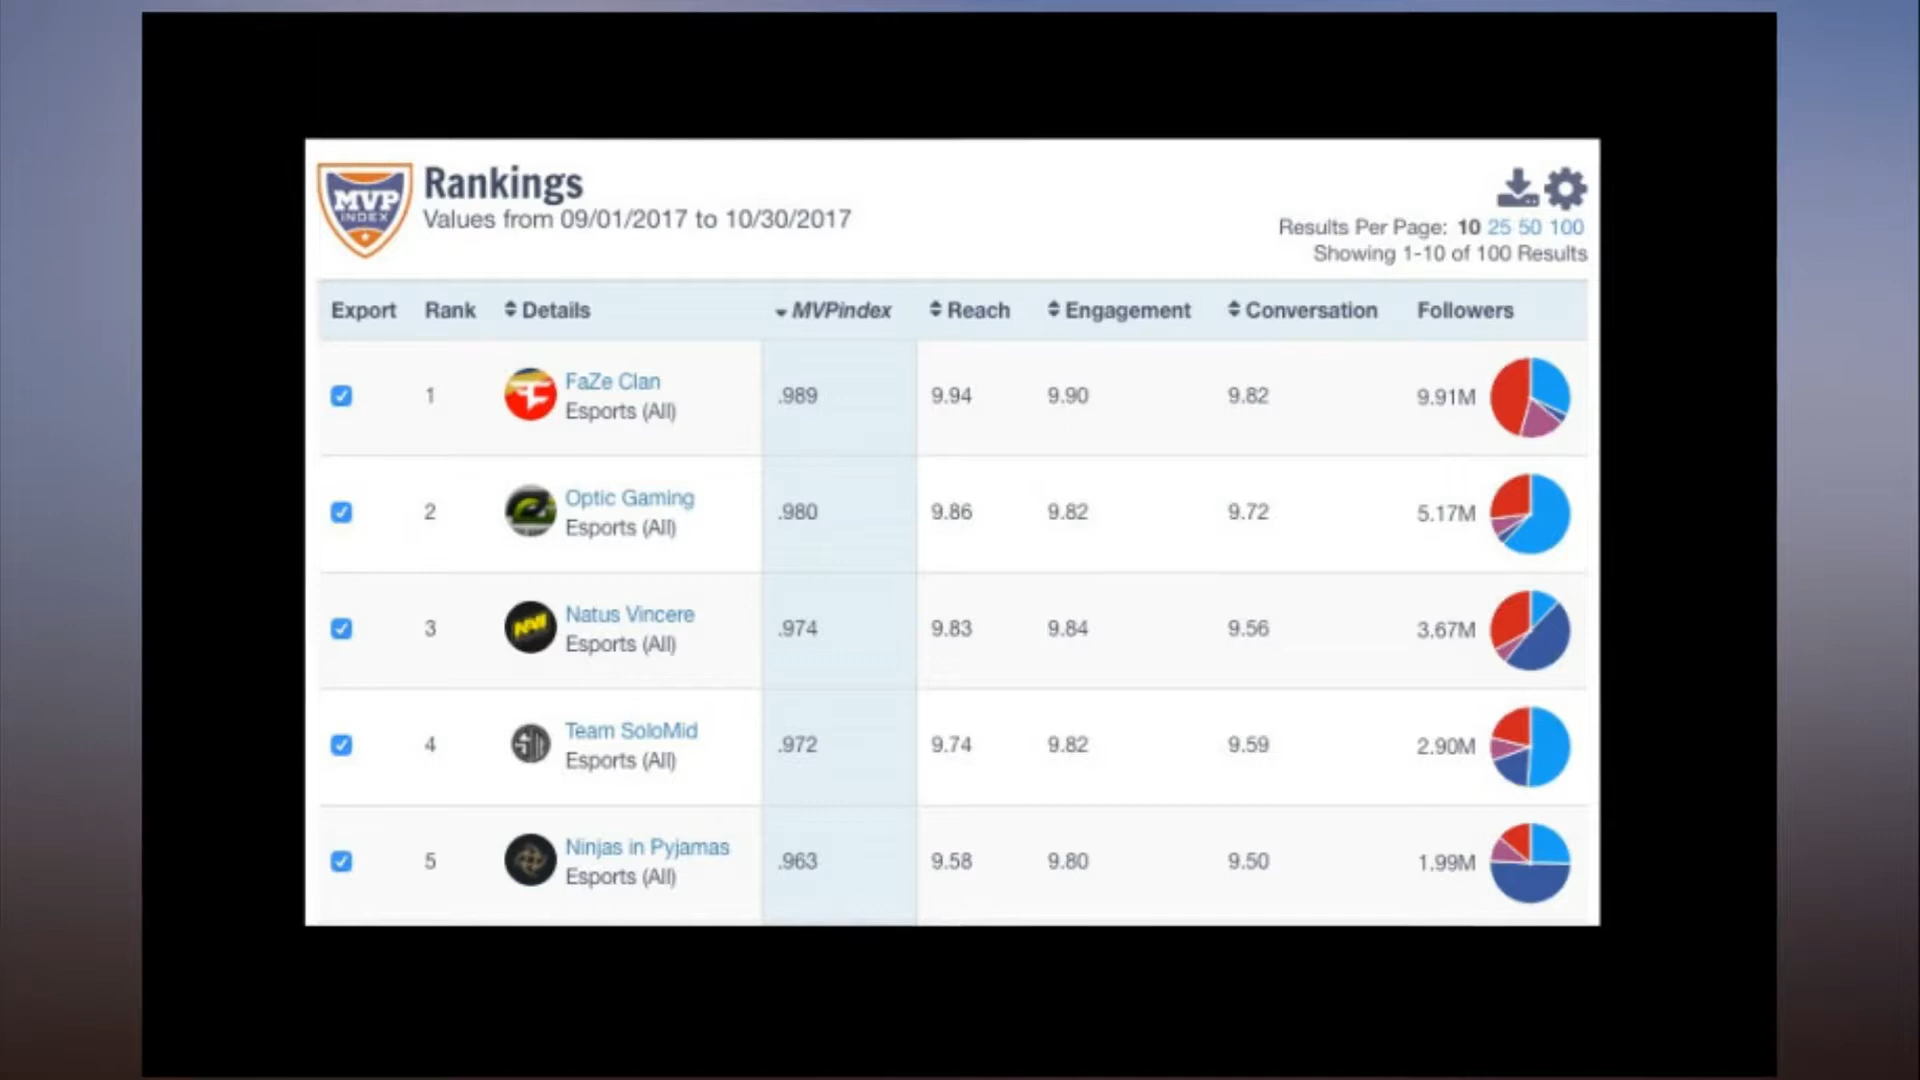 MVP
INDEX
Rankings
Values from 09/01/2017 to 10/30/2017
Results Per Page: 10 25 50 100
Showing 1-10 of 100 Results
Export Rank Details MVPindex Reach Engagement Conversation Followers
1 FaZe Clan Esports (All) .989 9.94 9.90 9.82 9.91M
2 Optic Gaming Esports (All) .980 9.86 9.82 9.72 5.17M
3 Natus Vincere Esports (All) .974 9.83 9.84 9.56 3.67M
4 Team SoloMid Esports (All) .972 9.74 9.82 9.59 2.90M
5 Ninjas in Pyjamas Esports (All) .963 9.58 9.80 9.50 1.99M